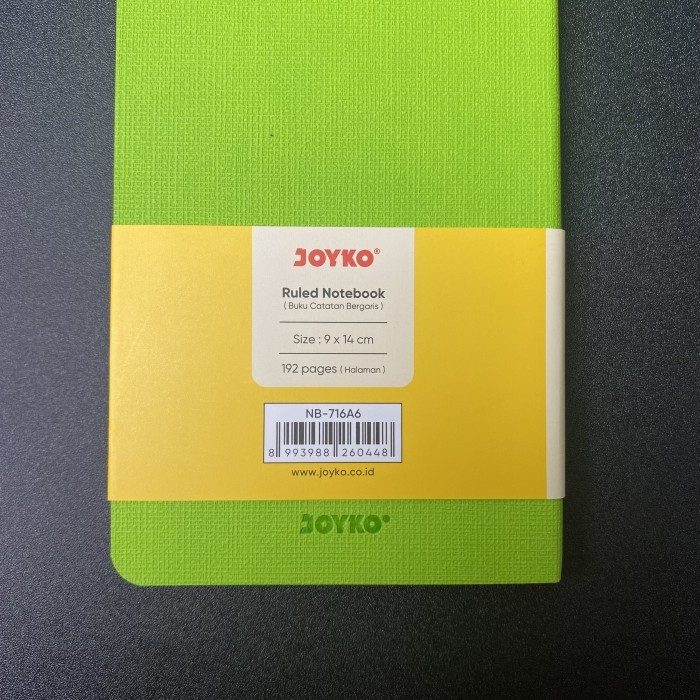 JOYKO®
Ruled Notebook
( Buku Catatan Bergaris )
Size : 9 x 14 cm
192 pages ( Halaman )
NB-716A6
8 993988 260448
www.joyko.co.id
JOYKO®